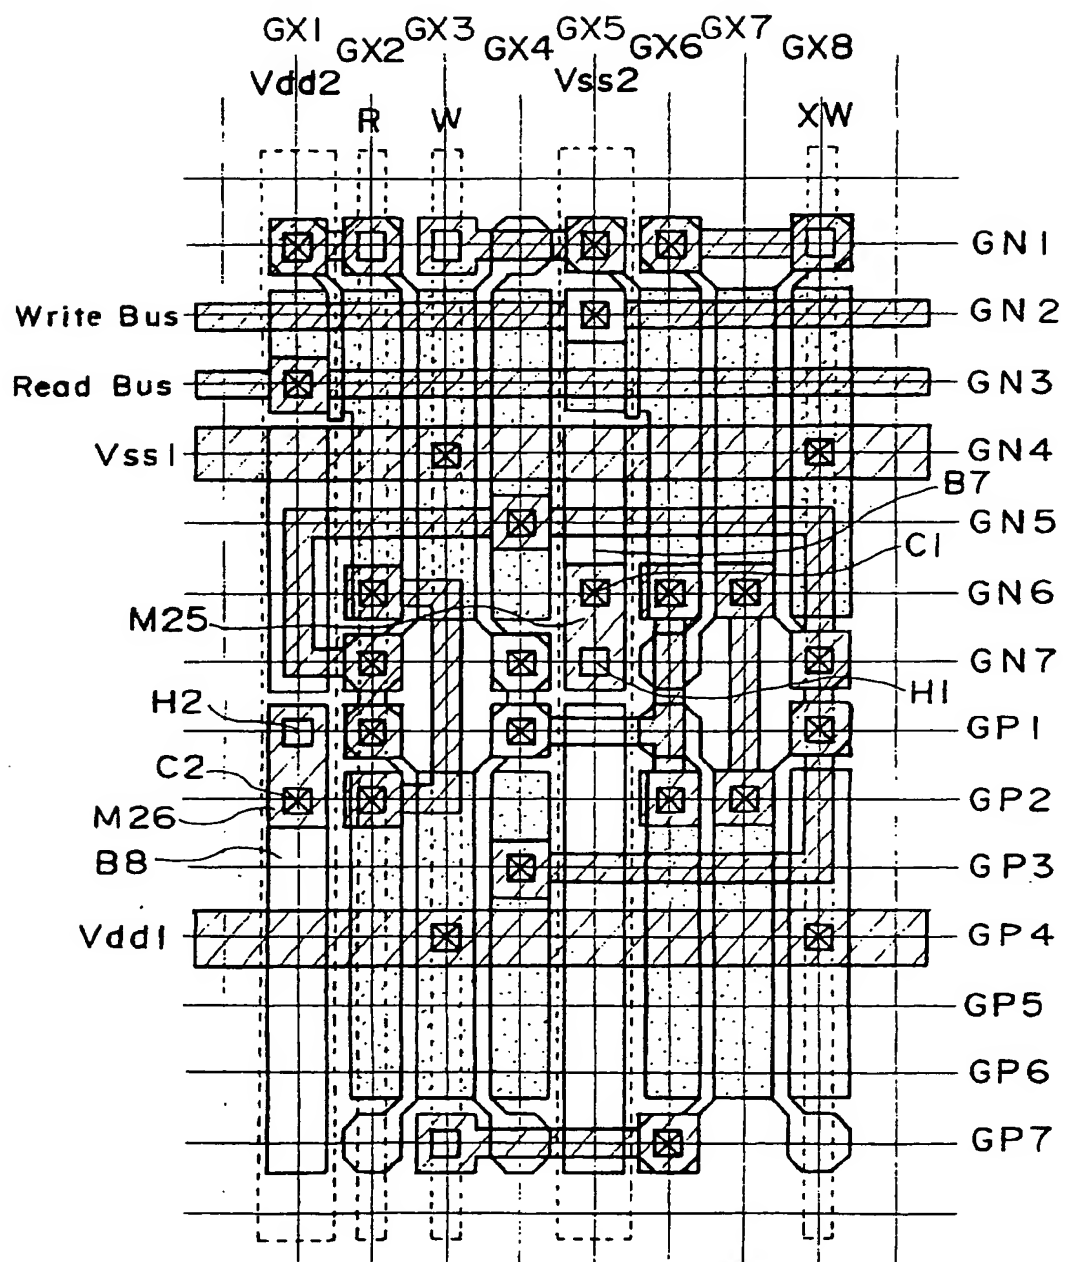 GX1 GX2 GX3 GX4 GX5 GX6 GX7 GX8
Vdd2 Vss2
R W XW
GN1
Write Bus GN2
Read Bus GN3
Vss1 GN4
B7
GN5
C1
GN6
M25
GN7
H2 H1
GP1
C2
GP2
M26
B8 GP3
Vdd1 GP4
GP5
GP6
GP7